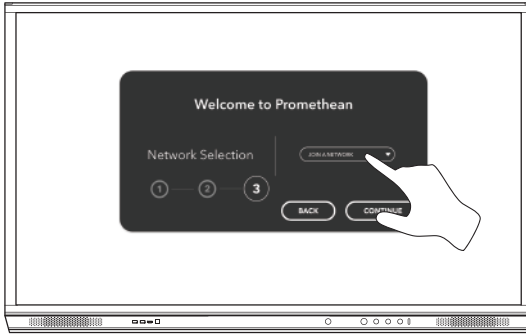 Welcome to Promethean
Network Selection
JOIN A NETWORK
1 2 3
BACK CONTINUE